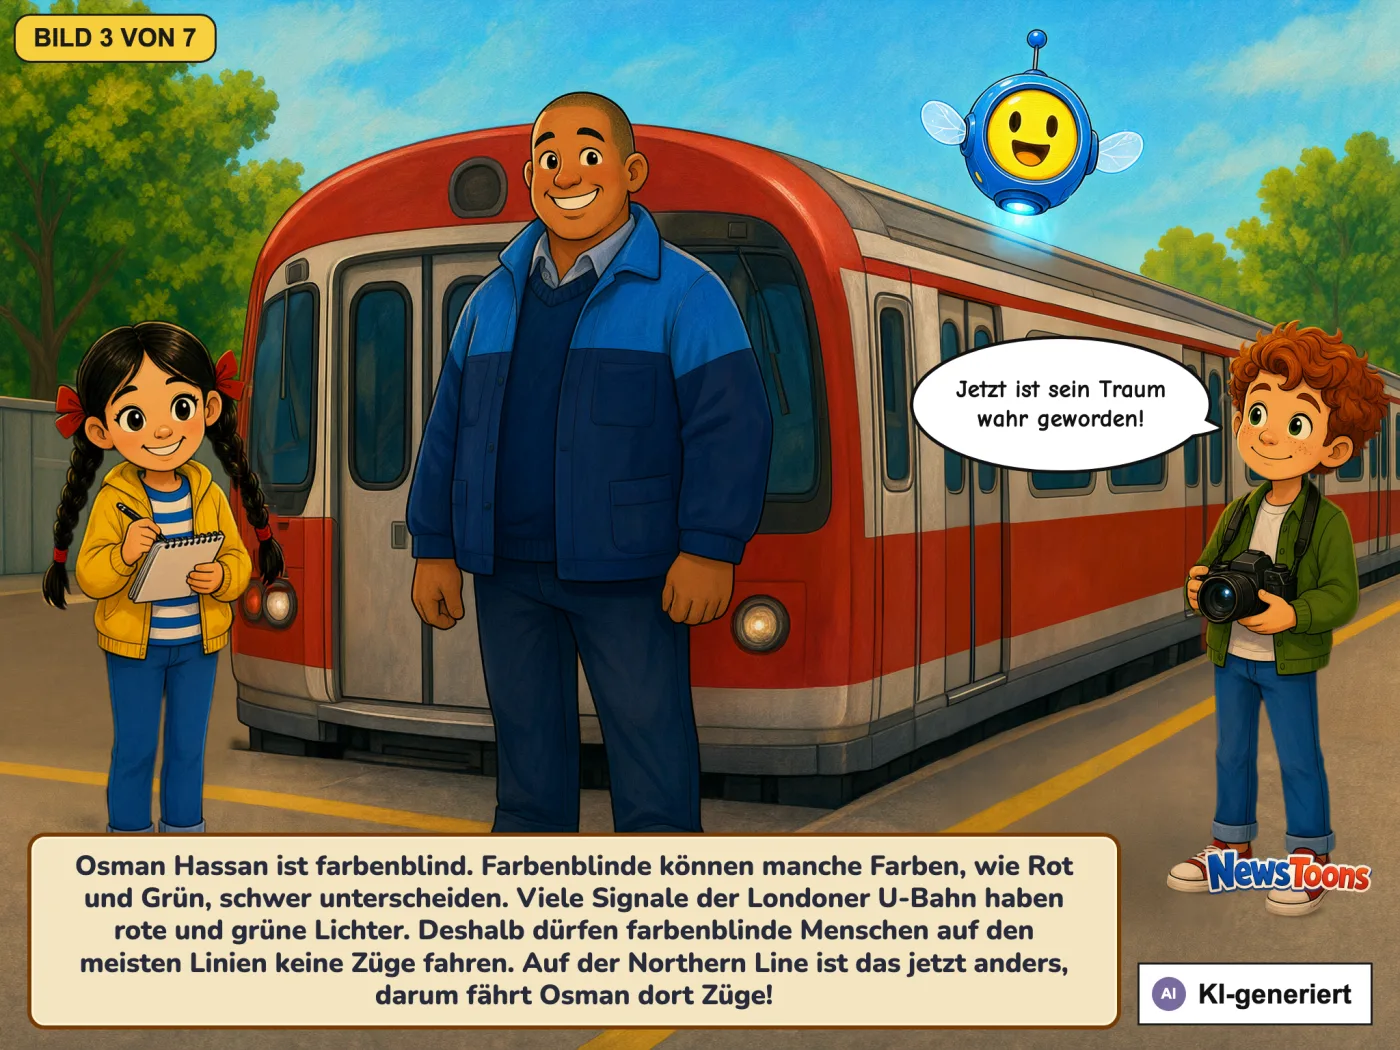 BILD 3 VON 7
Jetzt ist sein Traum
wahr geworden!
Osman Hassan ist farbenblind. Farbenblinde können manche Farben, wie Rot
und Grün, schwer unterscheiden. Viele Signale der Londoner U-Bahn haben
rote und grüne Lichter. Deshalb dürfen farbenblinde Menschen auf den
meisten Linien keine Züge fahren. Auf der Northern Line ist das jetzt anders,
darum fährt Osman dort Züge!
NewsToons
AI KI-generiert